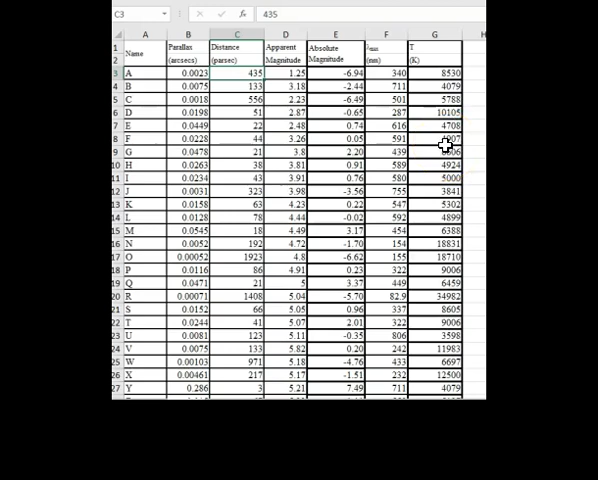 C3 fx 435
A B C D E F G H
1 Name Parallax Distance Apparent Absolute λmax T
2 (arcsecs) (parsec) Magnitude Magnitude (nm) (K)
3 A 0.0023 435 1.25 -6.94 340 8530
4 B 0.0075 133 3.18 -2.44 711 4079
5 C 0.0018 556 2.23 -6.49 501 5788
6 D 0.0198 51 2.87 -0.65 287 10105
7 E 0.0449 22 2.48 0.74 616 4708
8 F 0.0228 44 3.26 0.05 591
9 G 0.0478 21 3.8 2.20 439
10 H 0.0263 38 3.81 0.91 589 4924
11 I 0.0234 43 3.91 0.76 580 5000
12 J 0.0031 323 3.98 -3.56 755 3841
13 K 0.0158 63 4.23 0.22 547 5302
14 L 0.0128 78 4.44 -0.02 592 4899
15 M 0.0545 18 4.49 3.17 454 6388
16 N 0.0052 192 4.72 -1.70 154 18831
17 O 0.00052 1923 4.8 -6.62 155 18710
18 P 0.0116 86 4.91 0.23 322 9006
19 Q 0.0471 21 5 3.37 449 6459
20 R 0.00071 1408 5.04 -5.70 82.9 34982
21 S 0.0152 66 5.05 0.96 337 8605
22 T 0.0244 41 5.07 2.01 322 9006
23 U 0.0081 123 5.11 -0.35 806 3598
24 V 0.0075 133 5.82 0.20 242 11983
25 W 0.00103 971 5.18 -4.76 433 6697
26 X 0.00461 217 5.17 -1.51 232 12500
27 Y 0.286 3 5.21 7.49 711 4079